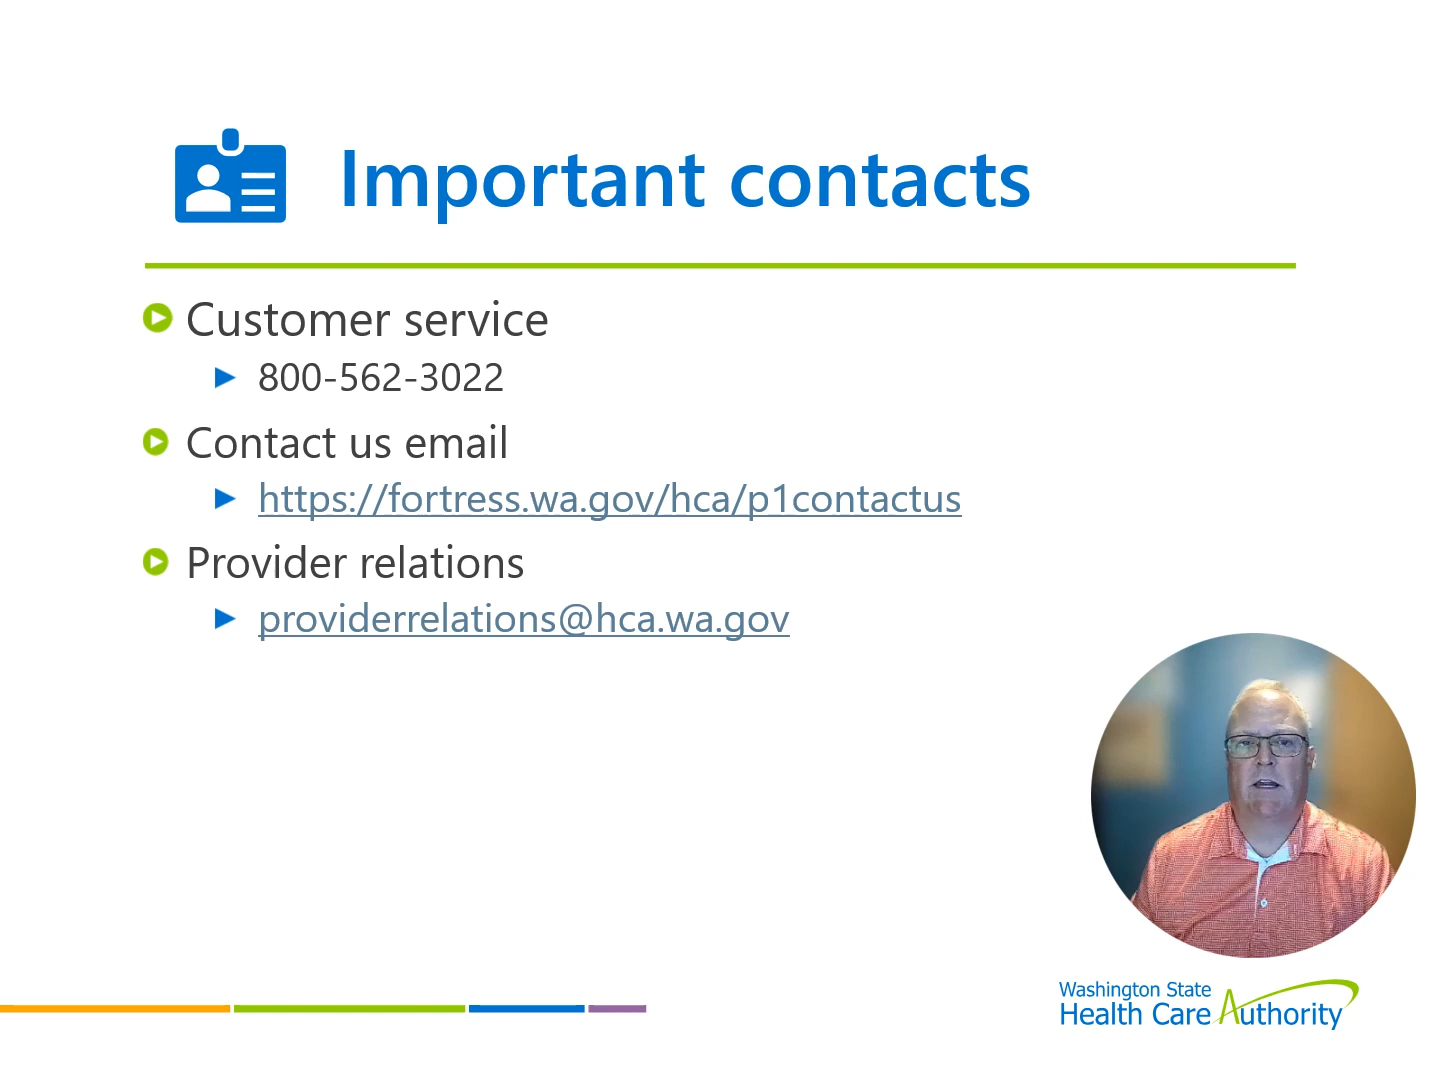 Important contacts
Customer service
800-562-3022
Contact us email
https://fortress.wa.gov/hca/p1contactus
Provider relations
providerrelations@hca.wa.gov
Washington State
Health Care Authority